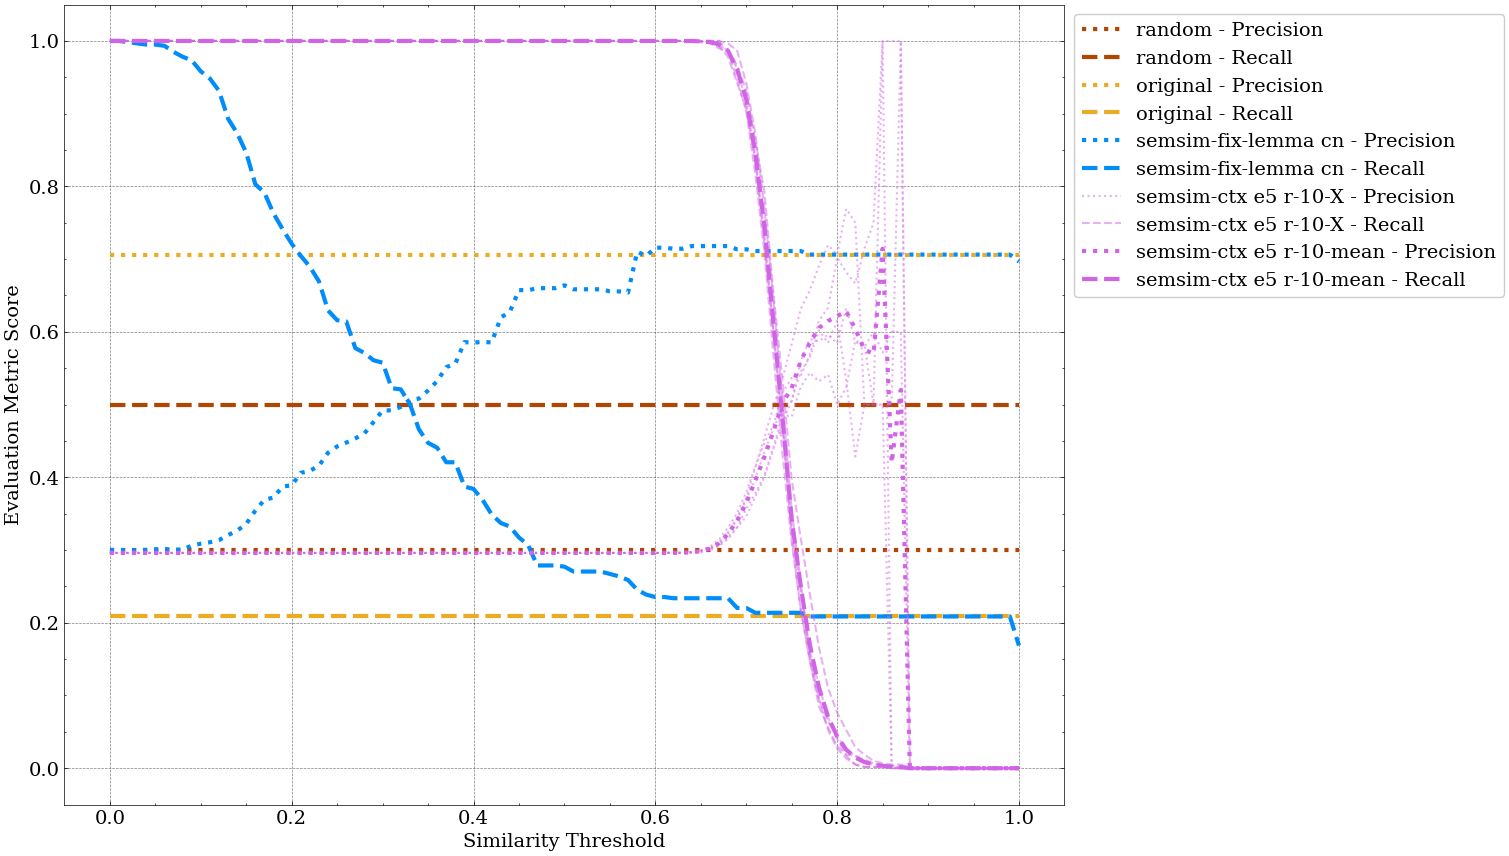 1.0
0.8
0.6
0.4
0.2
0.0
Evaluation Metric Score
0.0 0.2 0.4 0.6 0.8 1.0
Similarity Threshold
random - Precision
random - Recall
original - Precision
original - Recall
semsim-fix-lemma cn - Precision
semsim-fix-lemma cn - Recall
semsim-ctx e5 r-10-X - Precision
semsim-ctx e5 r-10-X - Recall
semsim-ctx e5 r-10-mean - Precision
semsim-ctx e5 r-10-mean - Recall